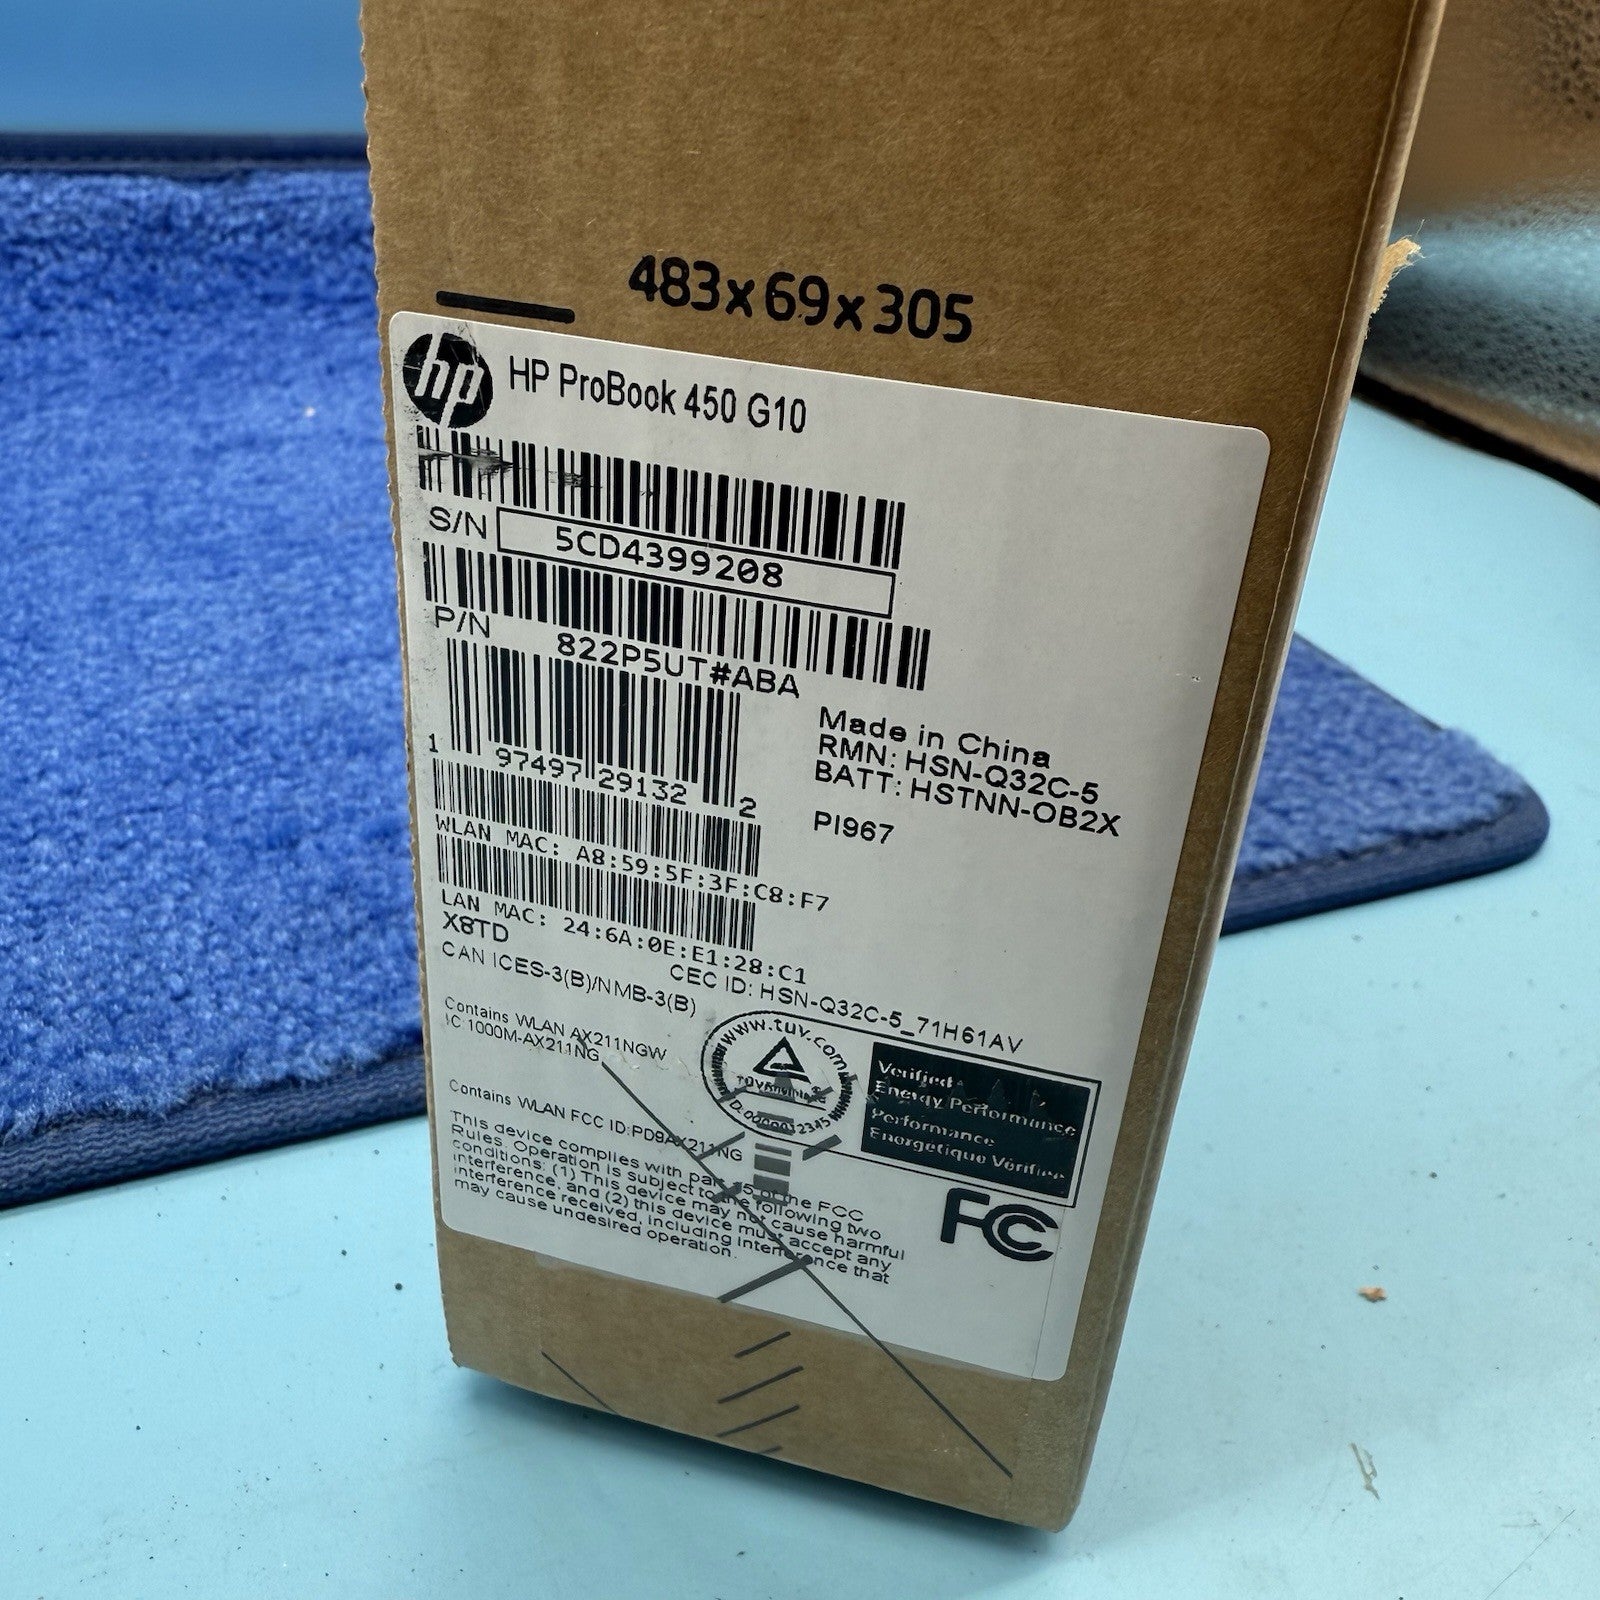 483x69x305
hp HP ProBook 450 G10
S/N 5CD4399208
P/N 822P5UT#ABA
1 97497 29132 2
Made in China
RMN: HSN-Q32C-5
BATT: HSTNN-OB2X
PI967
WLAN MAC: A8:59:5F:3F:C8:F7
LAN MAC: 24:6A:0E:E1:28:C1
X8TD
CAN ICES-3(B)/NMB-3(B)
CEC ID: HSN-Q32C-5_71H61AV
Contains WLAN AX211NGW
IC:1000M-AX211NG
www.tuv.com
TÜVRheinland®
ID:0000032345
Verified
Energy Performance
Performance
Energétique Vérifiée
Contains WLAN FCC ID:PD9AX211NG
This device complies with part 15 of the FCC
Rules. Operation is subject to the following two
conditions: (1) This device may not cause harmful
interference, and (2) this device must accept any
interference received, including interference that
may cause undesired operation.
FC